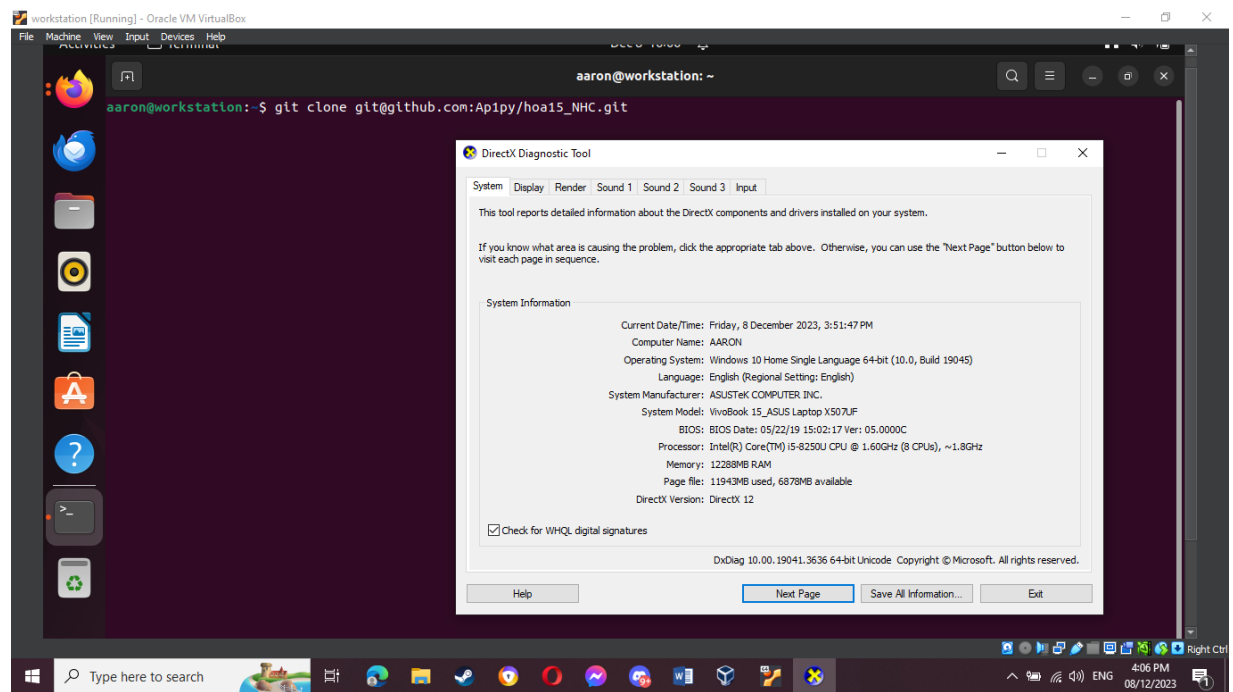 workstation [Running] - Oracle VM VirtualBox
File Machine View Input Devices Help
Activities Terminal
aaron@workstation: ~
aaron@workstation:~$ git clone git@github.com:Ap1py/hoa15_NHC.git
DirectX Diagnostic Tool
System Display Render Sound 1 Sound 2 Sound 3 Input
This tool reports detailed information about the DirectX components and drivers installed on your system.
If you know what area is causing the problem, click the appropriate tab above. Otherwise, you can use the "Next Page" button below to
visit each page in sequence.
System Information
Current Date/Time: Friday, 8 December 2023, 3:51:47 PM
Computer Name: AARON
Operating System: Windows 10 Home Single Language 64-bit (10.0, Build 19045)
Language: English (Regional Setting: English)
System Manufacturer: ASUSTeK COMPUTER INC.
System Model: VivoBook 15_ASUS Laptop X507UF
BIOS: BIOS Date: 05/22/19 15:02:17 Ver: 05.0000C
Processor: Intel(R) Core(TM) i5-8250U CPU @ 1.60GHz (8 CPUs), ~1.8GHz
Memory: 12288MB RAM
Page file: 11943MB used, 6878MB available
DirectX Version: DirectX 12
Check for WHQL digital signatures
DxDiag 10.00.19041.3636 64-bit Unicode Copyright © Microsoft. All rights reserved.
Help Next Page Save All Information... Exit
Right Ctrl
Type here to search
ENG
4:06 PM
08/12/2023
1